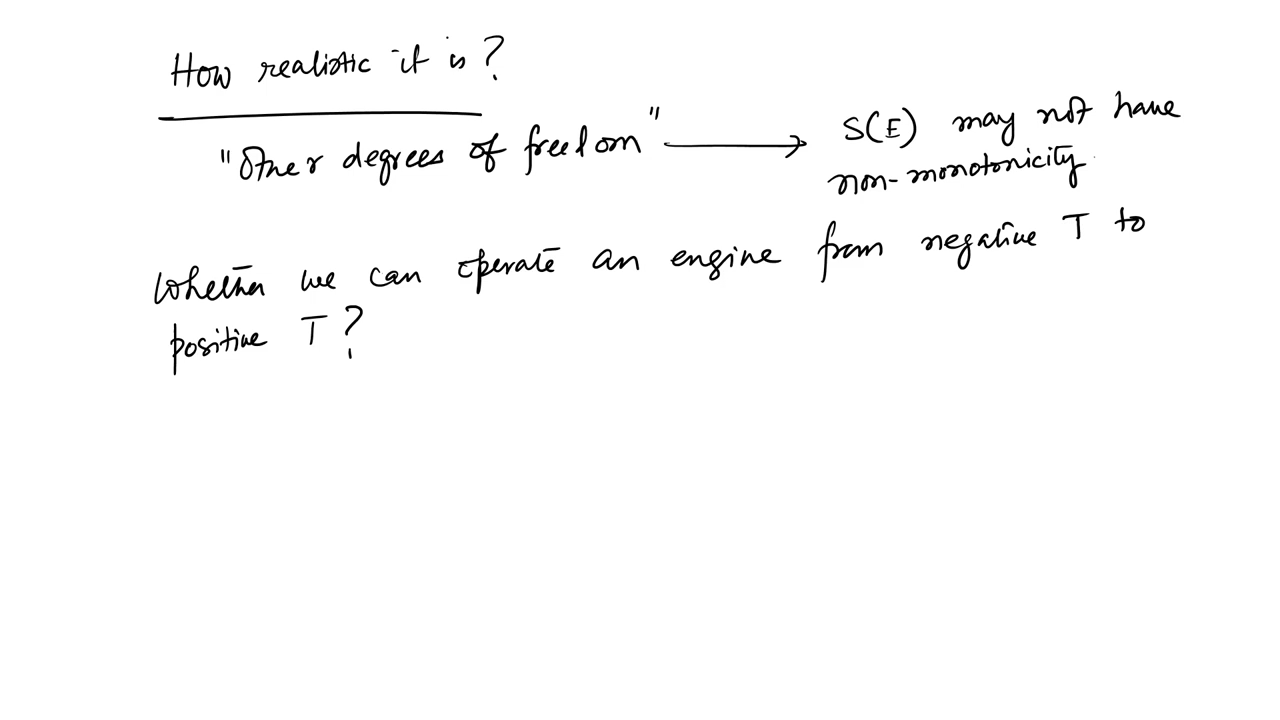 How realistic it is?
"Other degrees of freedom" → S(E) may not have
non-monotonicity
Whether we can operate an engine from negative T to
positive T?